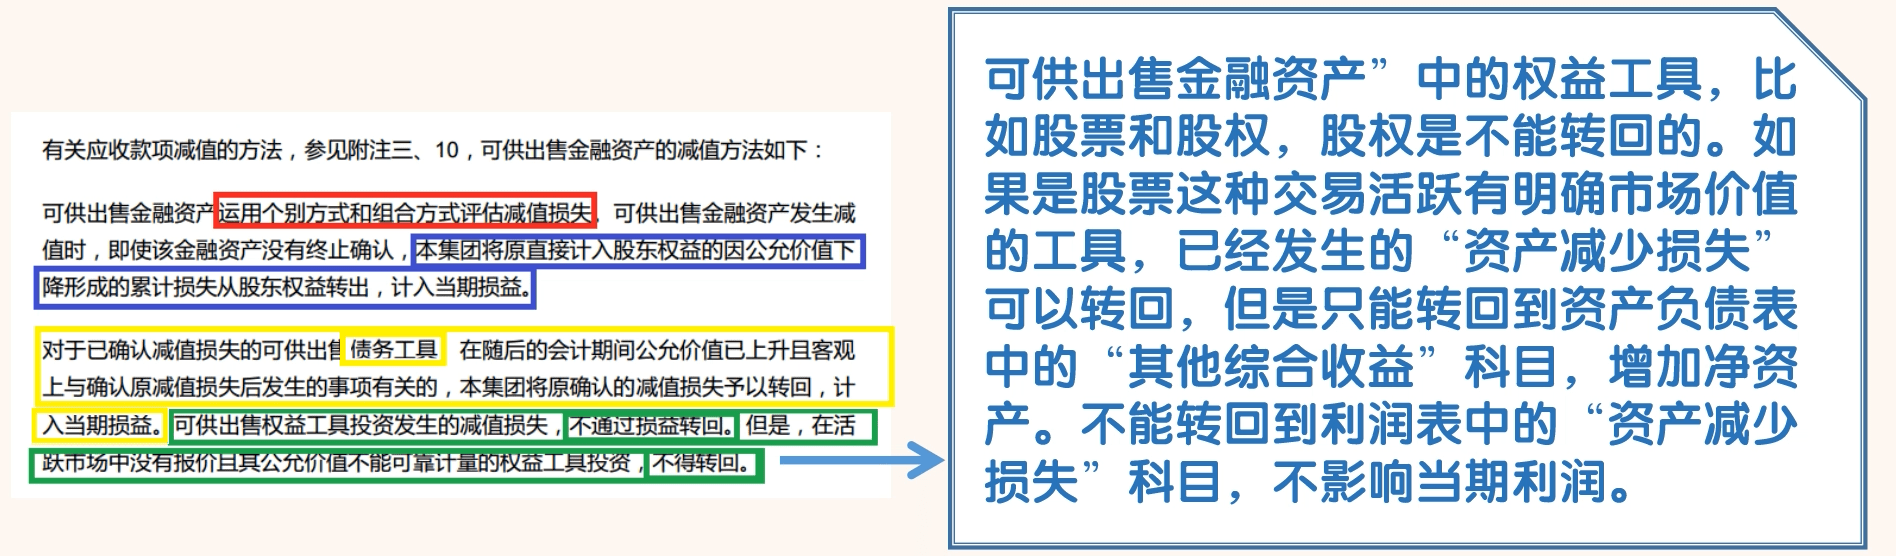 有关应收款项减值的方法，参见附注三、10，可供出售金融资产的减值方法如下：
可供出售金融资产运用个别方式和组合方式评估减值损失。可供出售金融资产发生减
值时，即使该金融资产没有终止确认，本集团将原直接计入股东权益的因公允价值下
降形成的累计损失从股东权益转出，计入当期损益。
对于已确认减值损失的可供出售债务工具 在随后的会计期间公允价值已上升且客观
上与确认原减值损失后发生的事项有关的，本集团将原确认的减值损失予以转回，计
入当期损益。可供出售权益工具投资发生的减值损失，不通过损益转回。但是，在活
跃市场中没有报价且其公允价值不能可靠计量的权益工具投资，不得转回。
可供出售金融资产”中的权益工具，比
如股票和股权，股权是不能转回的。如
果是股票这种交易活跃有明确市场价值
的工具，已经发生的“资产减少损失”
可以转回，但是只能转回到资产负债表
中的“其他综合收益”科目，增加净资
产。不能转回到利润表中的“资产减少
损失”科目，不影响当期利润。